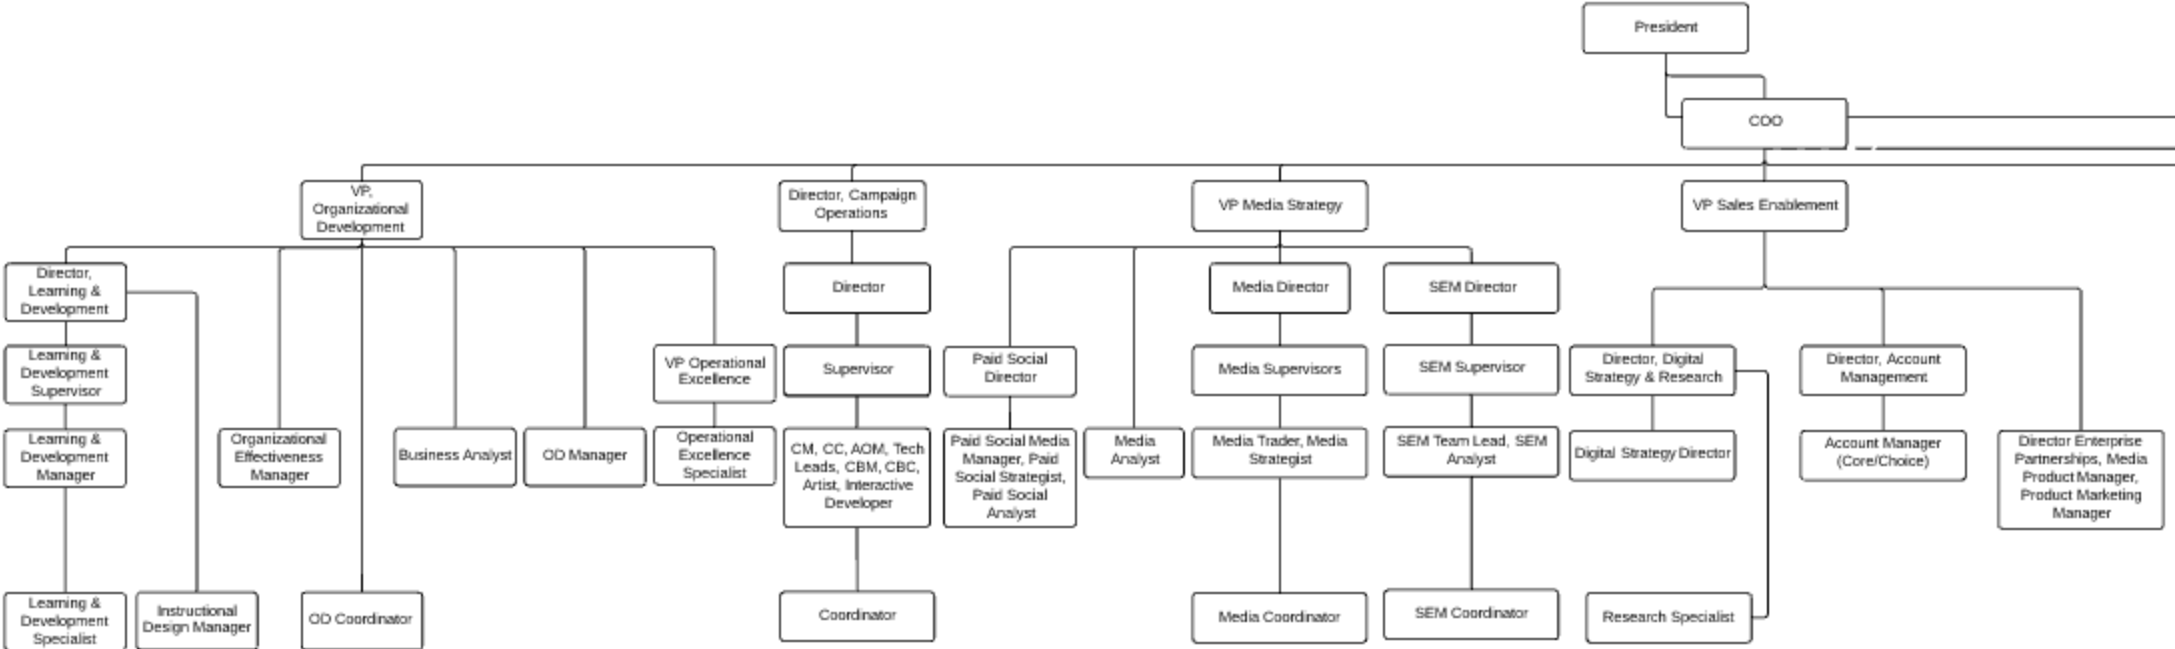 President
COO
VP,
Organizational
Development
Director, Campaign
Operations
VP Media Strategy
VP Sales Enablement
Director,
Learning &
Development
Director
Media Director
SEM Director
Learning &
Development
Supervisor
VP Operational
Excellence
Supervisor
Paid Social
Director
Media Supervisors
SEM Supervisor
Director, Digital
Strategy & Research
Director, Account
Management
Learning &
Development
Manager
Organizational
Effectiveness
Manager
Business Analyst
OD Manager
Operational
Excellence
Specialist
CM, CC, AOM, Tech
Leads, CBM, CBC,
Artist, Interactive
Developer
Paid Social Media
Manager, Paid
Social Strategist,
Paid Social
Analyst
Media
Analyst
Media Trader, Media
Strategist
SEM Team Lead, SEM
Analyst
Digital Strategy Director
Account Manager
(Core/Choice)
Director Enterprise
Partnerships, Media
Product Manager,
Product Marketing
Manager
Learning &
Development
Specialist
Instructional
Design Manager
OD Coordinator
Coordinator
Media Coordinator
SEM Coordinator
Research Specialist